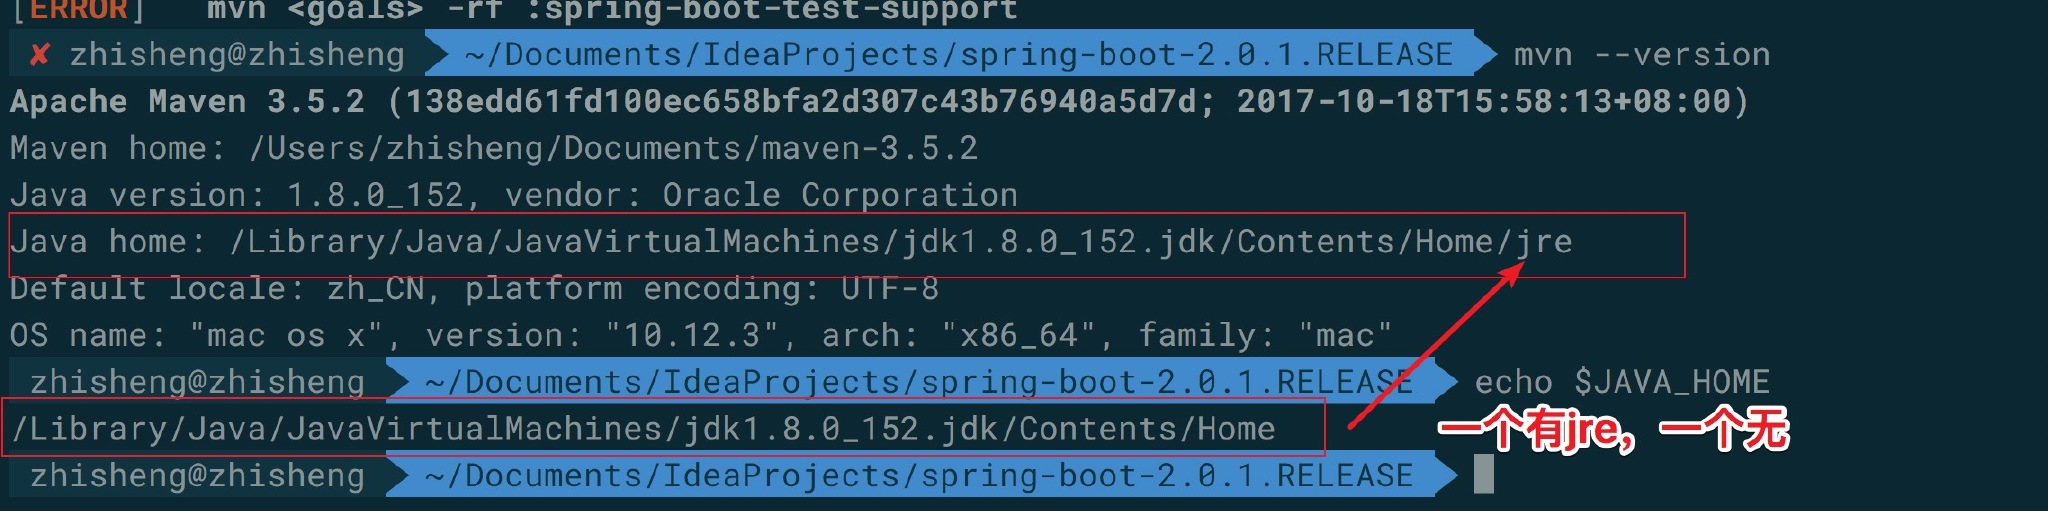 [ERROR]   mvn <goals> -rf :spring-boot-test-support
✘ zhisheng@zhisheng  ~/Documents/IdeaProjects/spring-boot-2.0.1.RELEASE  mvn --version
Apache Maven 3.5.2 (138edd61fd100ec658bfa2d307c43b76940a5d7d; 2017-10-18T15:58:13+08:00)
Maven home: /Users/zhisheng/Documents/maven-3.5.2
Java version: 1.8.0_152, vendor: Oracle Corporation
Java home: /Library/Java/JavaVirtualMachines/jdk1.8.0_152.jdk/Contents/Home/jre
Default locale: zh_CN, platform encoding: UTF-8
OS name: "mac os x", version: "10.12.3", arch: "x86_64", family: "mac"
zhisheng@zhisheng  ~/Documents/IdeaProjects/spring-boot-2.0.1.RELEASE  echo $JAVA_HOME
/Library/Java/JavaVirtualMachines/jdk1.8.0_152.jdk/Contents/Home
一个有jre，一个无
zhisheng@zhisheng  ~/Documents/IdeaProjects/spring-boot-2.0.1.RELEASE